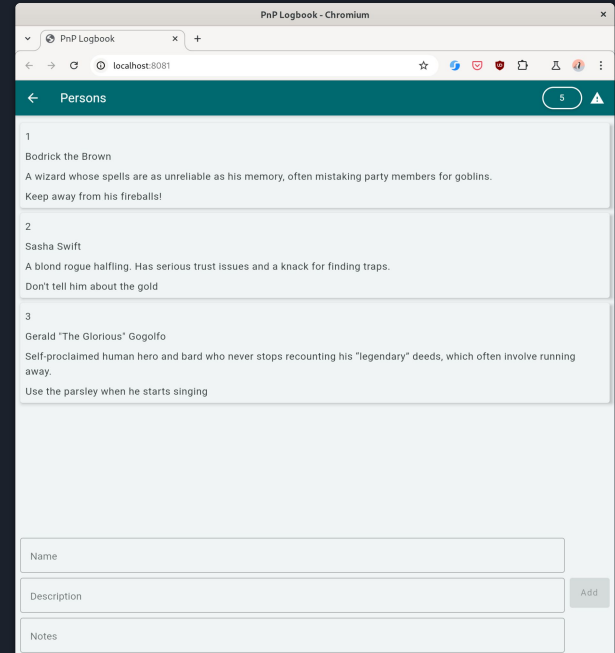 PnP Logbook - Chromium
PnP Logbook
localhost:8081
Persons
5
1
Bodrick the Brown
A wizard whose spells are as unreliable as his memory, often mistaking party members for goblins.
Keep away from his fireballs!
2
Sasha Swift
A blond rogue halfling. Has serious trust issues and a knack for finding traps.
Don't tell him about the gold
3
Gerald "The Glorious" Gogolfo
Self-proclaimed human hero and bard who never stops recounting his "legendary" deeds, which often involve running
away.
Use the parsley when he starts singing
Name
Description
Add
Notes